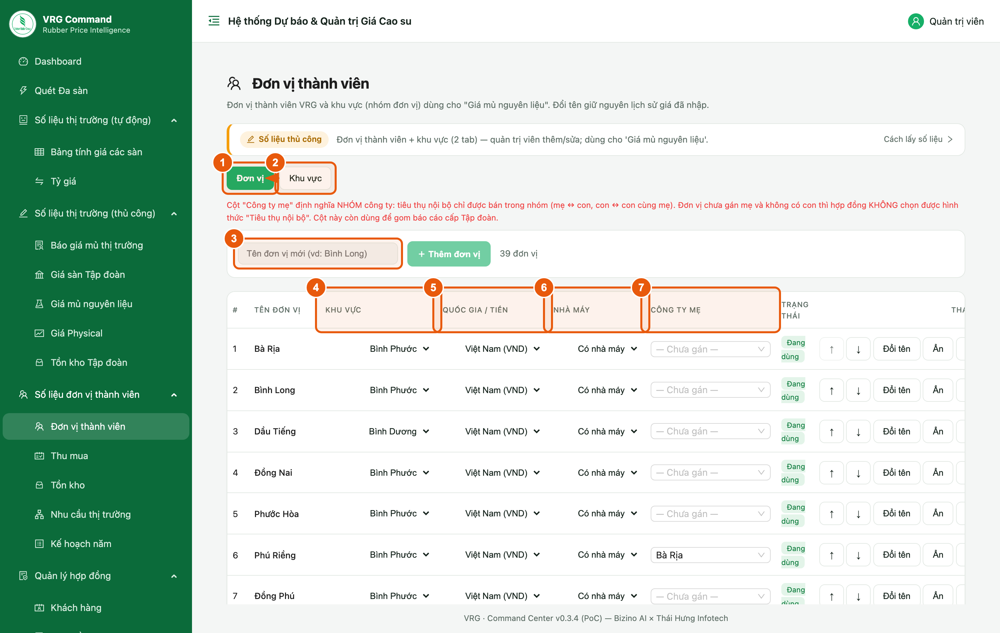 VRG Command
Rubber Price Intelligence
Dashboard
Quét Đa sàn
Số liệu thị trường (tự động)
Bảng tính giá các sàn
Tỷ giá
Số liệu thị trường (thủ công)
Báo giá mủ thị trường
Giá sàn Tập đoàn
Giá mủ nguyên liệu
Giá Physical
Tồn kho Tập đoàn
Số liệu đơn vị thành viên
Đơn vị thành viên
Thu mua
Tồn kho
Nhu cầu thị trường
Kế hoạch năm
Quản lý hợp đồng
Khách hàng
Hệ thống Dự báo & Quản trị Giá Cao su
Quản trị viên
Đơn vị thành viên
Đơn vị thành viên VRG và khu vực (nhóm đơn vị) dùng cho "Giá mủ nguyên liệu". Đổi tên giữ nguyên lịch sử giá đã nhập.
Số liệu thủ công Đơn vị thành viên + khu vực (2 tab) — quản trị viên thêm/sửa; dùng cho 'Giá mủ nguyên liệu'. Cách lấy số liệu
1 2
Đơn vị Khu vực
Cột "Công ty mẹ" định nghĩa NHÓM công ty: tiêu thụ nội bộ chỉ được bán trong nhóm (mẹ ↔ con, con ↔ con cùng mẹ). Đơn vị chưa gán mẹ và không có con thì hợp đồng KHÔNG chọn được hình
thức "Tiêu thụ nội bộ". Cột này còn dùng để gom báo cáo cấp Tập đoàn.
3
Tên đơn vị mới (vd: Bình Long) + Thêm đơn vị 39 đơn vị
4 5 6 7
# TÊN ĐƠN VỊ KHU VỰC QUỐC GIA / TIỀN NHÀ MÁY CÔNG TY MẸ TRẠNG THÁI THA
1 Bà Rịa Bình Phước Việt Nam (VND) Có nhà máy — Chưa gán — Đang dùng ↑ ↓ Đổi tên Ẩn
2 Bình Long Bình Phước Việt Nam (VND) Có nhà máy — Chưa gán — Đang dùng ↑ ↓ Đổi tên Ẩn
3 Dầu Tiếng Bình Dương Việt Nam (VND) Có nhà máy — Chưa gán — Đang dùng ↑ ↓ Đổi tên Ẩn
4 Đồng Nai Bình Phước Việt Nam (VND) Có nhà máy — Chưa gán — Đang dùng ↑ ↓ Đổi tên Ẩn
5 Phước Hòa Bình Phước Việt Nam (VND) Có nhà máy — Chưa gán — Đang dùng ↑ ↓ Đổi tên Ẩn
6 Phú Riềng Bình Phước Việt Nam (VND) Có nhà máy Bà Rịa Đang dùng ↑ ↓ Đổi tên Ẩn
7 Đồng Phú Bình Phước Việt Nam (VND) Có nhà máy — Chưa gán — Đang dùng ↑ ↓ Đổi tên Ẩn
VRG · Command Center v0.3.4 (PoC) — Bizino AI × Thái Hưng Infotech